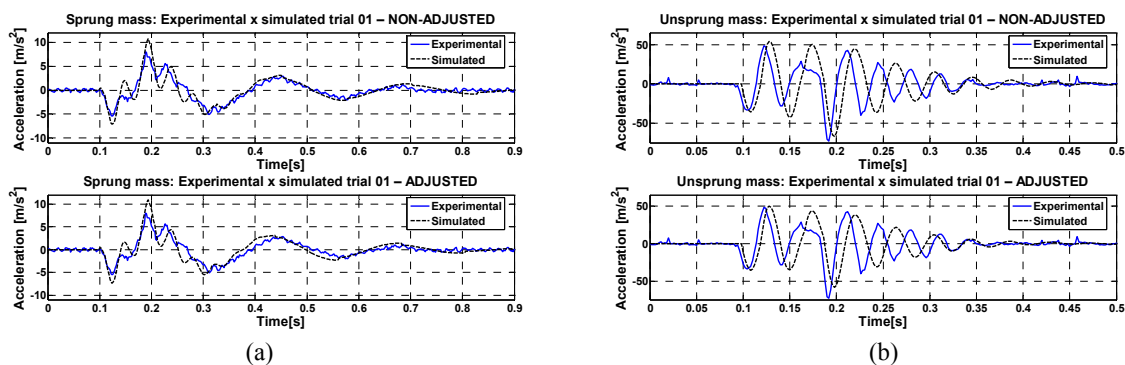 Sprung mass: Experimental x simulated trial 01 – NON-ADJUSTED
Acceleration [m/s²]
10
5
0
-5
-10
Experimental
Simulated
0 0.1 0.2 0.3 0.4 0.5 0.6 0.7 0.8 0.9
Time[s]
Sprung mass: Experimental x simulated trial 01 – ADJUSTED
Acceleration [m/s²]
10
5
0
-5
-10
Experimental
Simulated
0 0.1 0.2 0.3 0.4 0.5 0.6 0.7 0.8 0.9
Time[s]
(a)
Unsprung mass: Experimental x simulated trial 01 – NON-ADJUSTED
Acceleration [m/s²]
50
0
-50
Experimental
Simulated
0 0.05 0.1 0.15 0.2 0.25 0.3 0.35 0.4 0.45 0.5
Time[s]
Unsprung mass: Experimental x simulated trial 01 – ADJUSTED
Acceleration [m/s²]
50
0
-50
Experimental
Simulated
0 0.05 0.1 0.15 0.2 0.25 0.3 0.35 0.4 0.45 0.5
Time[s]
(b)